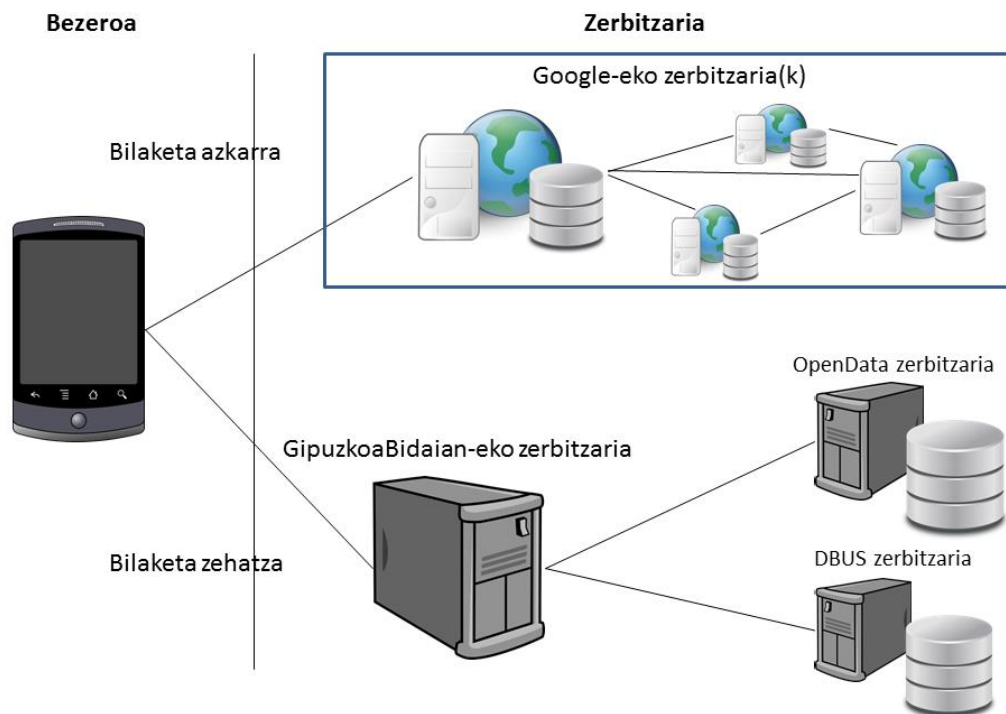 Bezeroa
Zerbitzaria
Google-eko zerbitzaria(k)
Bilaketa azkarra
OpenData zerbitzaria
GipuzkoaBidaian-eko zerbitzaria
DBUS zerbitzaria
Bilaketa zehatza